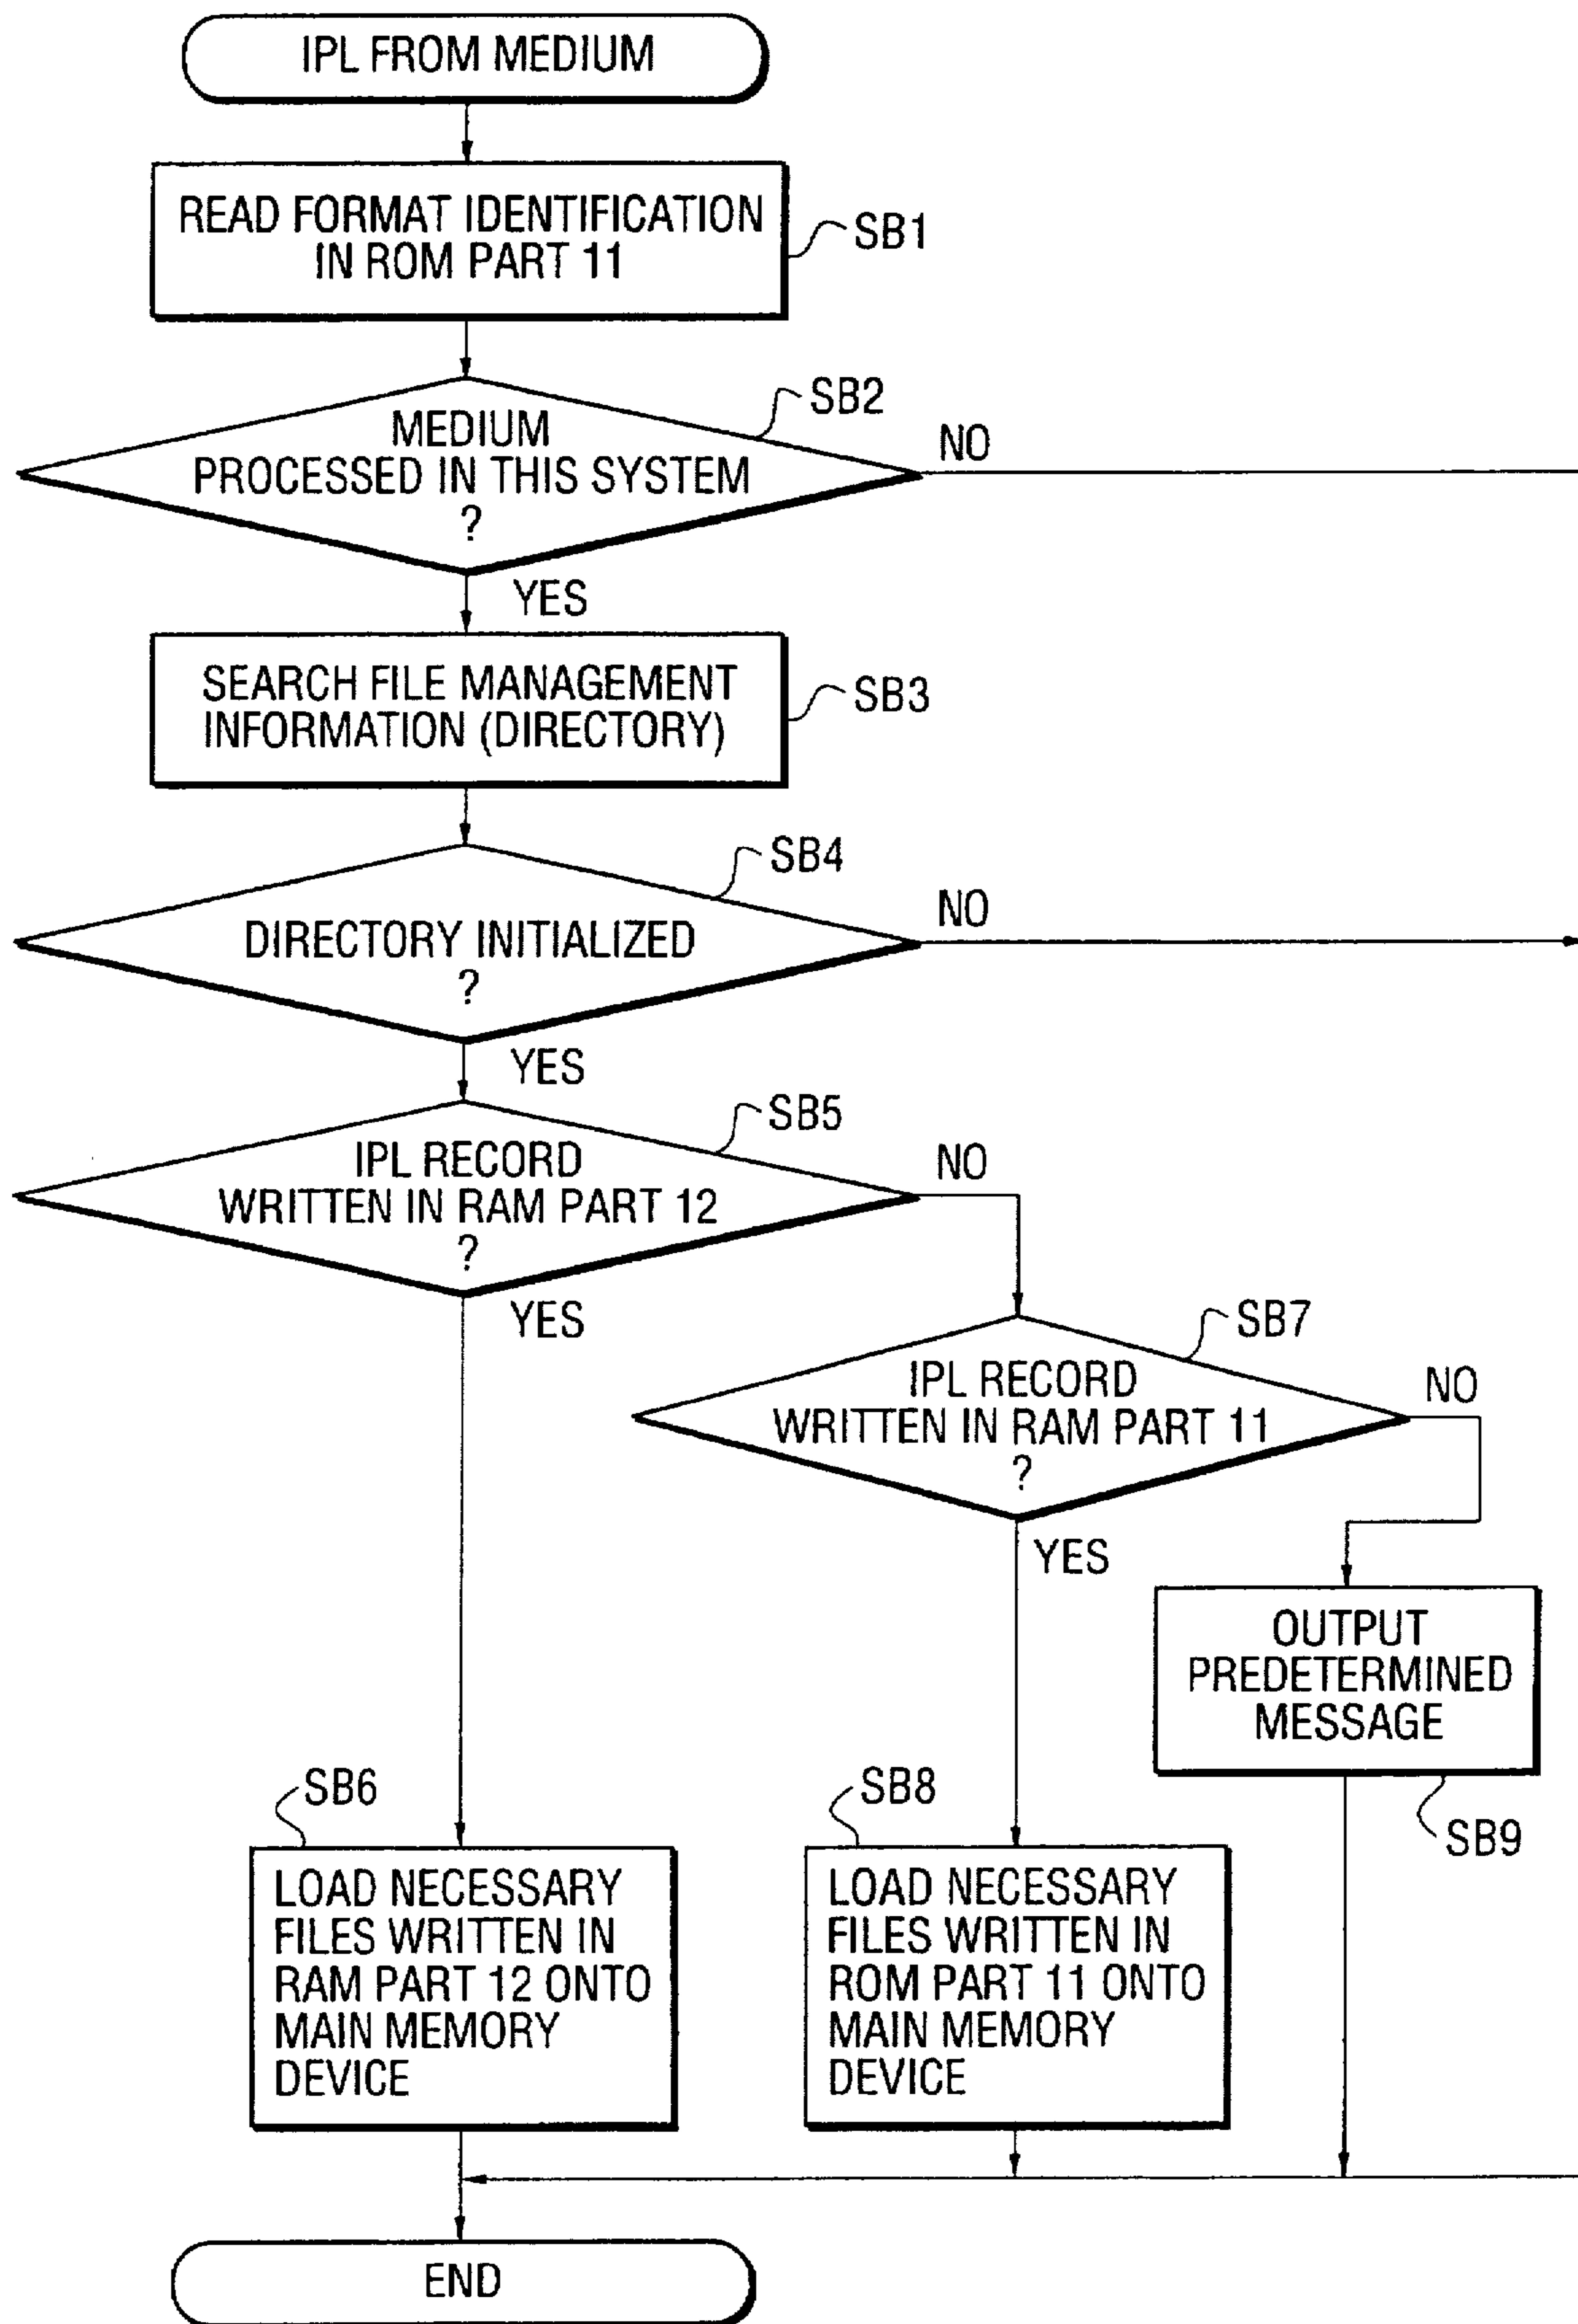 IPL FROM MEDIUM
READ FORMAT IDENTIFICATION
IN ROM PART 11
SB1
SB2
MEDIUM
PROCESSED IN THIS SYSTEM
?
NO
YES
SEARCH FILE MANAGEMENT
INFORMATION (DIRECTORY)
SB3
SB4
DIRECTORY INITIALIZED
?
NO
YES
SB5
IPL RECORD
WRITTEN IN RAM PART 12
?
NO
YES
SB7
IPL RECORD
WRITTEN IN RAM PART 11
?
NO
YES
OUTPUT
PREDETERMINED
MESSAGE
SB9
SB6
LOAD NECESSARY
FILES WRITTEN IN
RAM PART 12 ONTO
MAIN MEMORY
DEVICE
SB8
LOAD NECESSARY
FILES WRITTEN IN
ROM PART 11 ONTO
MAIN MEMORY
DEVICE
END